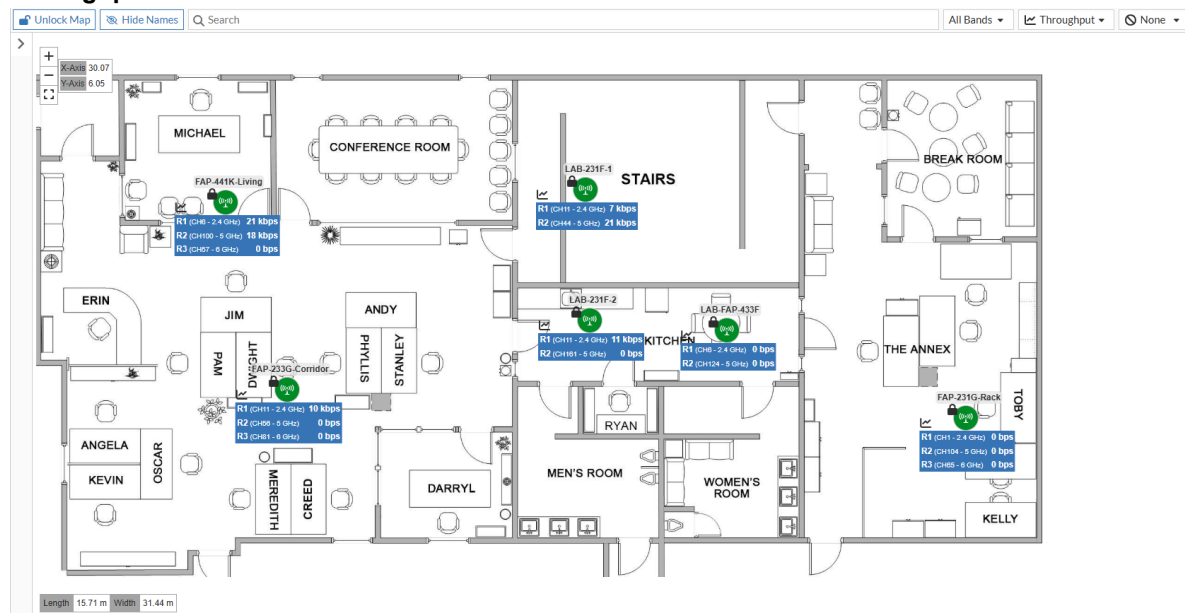 Unlock Map Hide Names Search All Bands Throughput None
X-Axis 30.07
Y-Axis 6.05
MICHAEL
CONFERENCE ROOM
STAIRS
BREAK ROOM
FAP-441K-Living
R1 (CH6 - 2.4 GHz) 21 kbps
R2 (CH100 - 5 GHz) 18 kbps
R3 (CH57 - 6 GHz) 0 bps
LAB-231F-1
R1 (CH11 - 2.4 GHz) 7 kbps
R2 (CH44 - 5 GHz) 21 kbps
ERIN
JIM
ANDY
PAM
DWIGHT
PHYLLIS
STANLEY
LAB-231F-2
R1 (CH11 - 2.4 GHz) 11 kbps
R2 (CH161 - 5 GHz) 0 bps
KITCHEN
LAB-FAP-433F
R1 (CH6 - 2.4 GHz) 0 bps
R2 (CH124 - 5 GHz) 0 bps
THE ANNEX
TOBY
FAP-233G-Corridor
R1 (CH11 - 2.4 GHz) 10 kbps
R2 (CH56 - 5 GHz) 0 bps
R3 (CH81 - 6 GHz) 0 bps
FAP-231G-Rack
R1 (CH1 - 2.4 GHz) 0 bps
R2 (CH104 - 5 GHz) 0 bps
R3 (CH65 - 6 GHz) 0 bps
RYAN
ANGELA
KEVIN
OSCAR
MEREDITH
CREED
DARRYL
MEN'S ROOM
WOMEN'S
ROOM
KELLY
Length 15.71 m Width 31.44 m